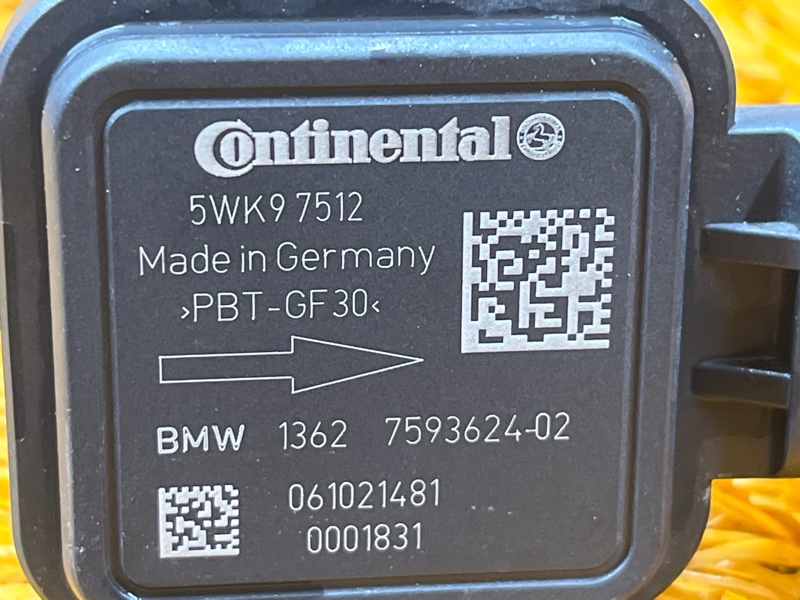 Continental
5WK9 7512
Made in Germany
>PBT-GF30<
BMW 1362 7593624-02
061021481
0001831